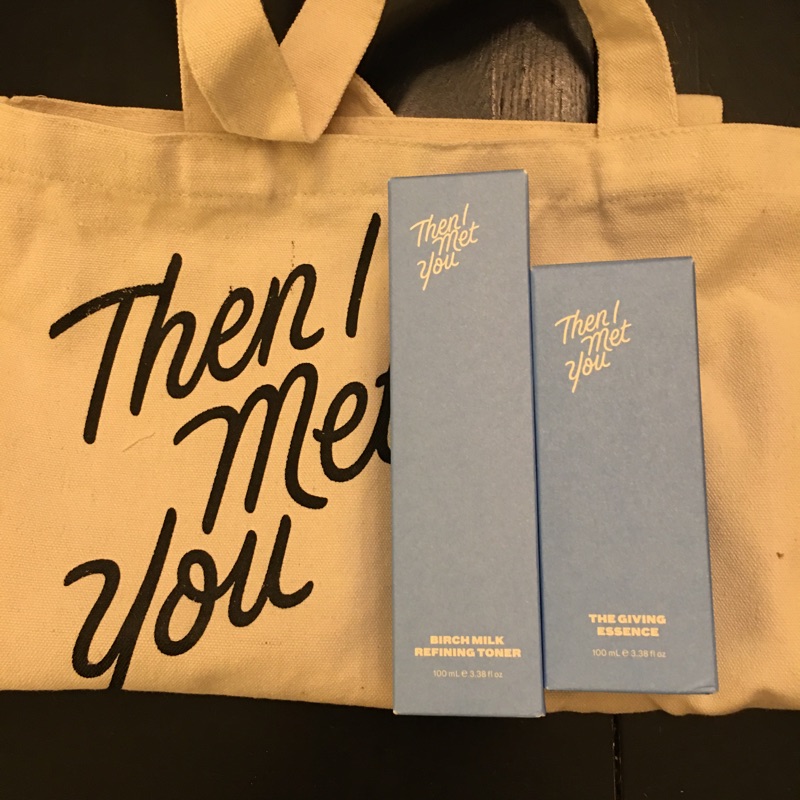 Then I
Met
You
Then I
Met
You
BIRCH MILK
REFINING TONER
100 mL ℮ 3.38 fl oz
Then I
Met
You
THE GIVING
ESSENCE
100 mL ℮ 3.38 fl oz